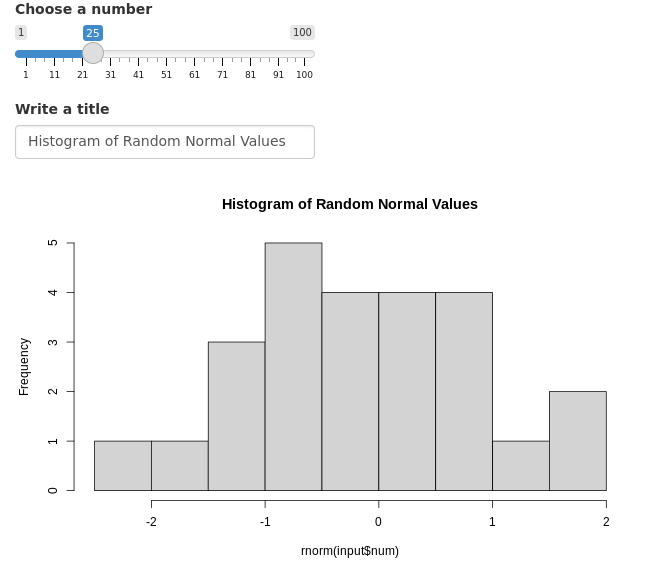 Choose a number
1 25 100
1 11 21 31 41 51 61 71 81 91 100
Write a title
Histogram of Random Normal Values
Histogram of Random Normal Values
5
4
3
2
1
0
Frequency
-2 -1 0 1 2
rnorm(input$num)